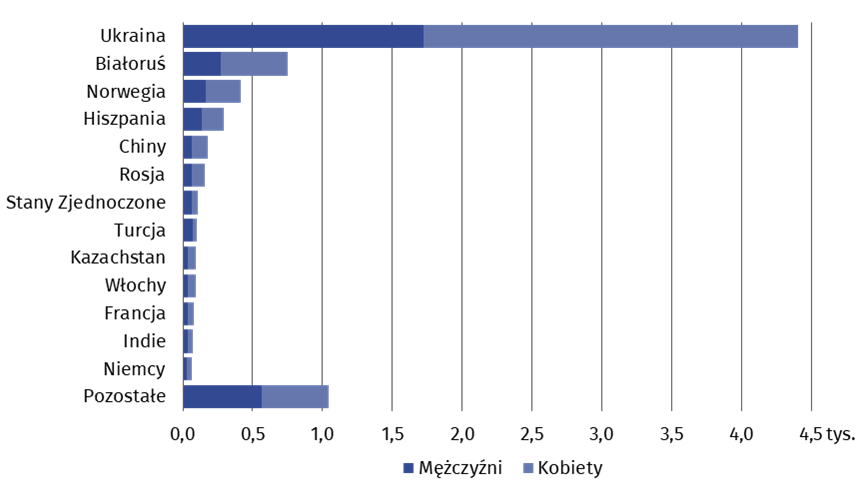 Ukraina
Białoruś
Norwegia
Hiszpania
Chiny
Rosja
Stany Zjednoczone
Turcja
Kazachstan
Włochy
Francja
Indie
Niemcy
Pozostałe
0,0 0,5 1,0 1,5 2,0 2,5 3,0 3,5 4,0 4,5 tys.
Mężczyźni Kobiety